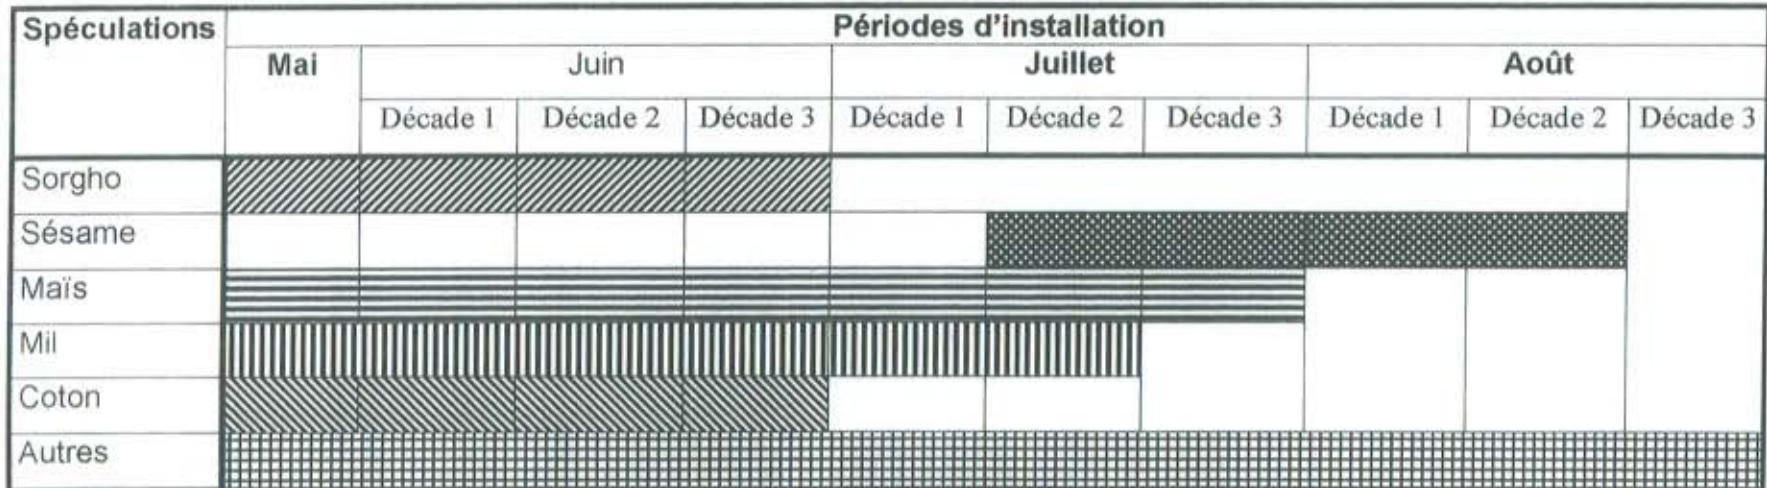 Spéculations Périodes d'installation
Mai Juin Juillet Août
Décade 1 Décade 2 Décade 3 Décade 1 Décade 2 Décade 3 Décade 1 Décade 2 Décade 3
Sorgho
Sésame
Maïs
Mil
Coton
Autres